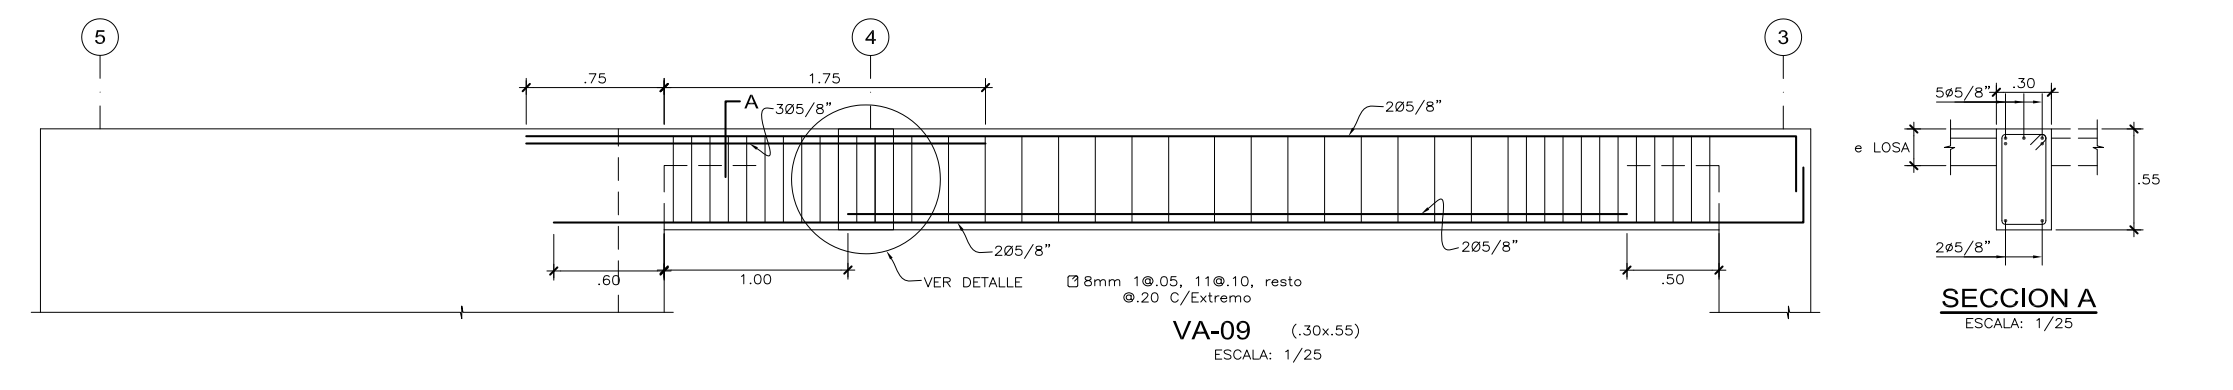 5
4
3
.75
1.75
A
3Ø5/8"
2Ø5/8"
5ø5/8"
.30
e LOSA
.55
2Ø5/8"
2Ø5/8"
2ø5/8"
.60
1.00
VER DETALLE
8mm 1@.05, 11@.10, resto
@.20 C/Extremo
.50
VA-09 (.30x.55)
ESCALA: 1/25
SECCION A
ESCALA: 1/25